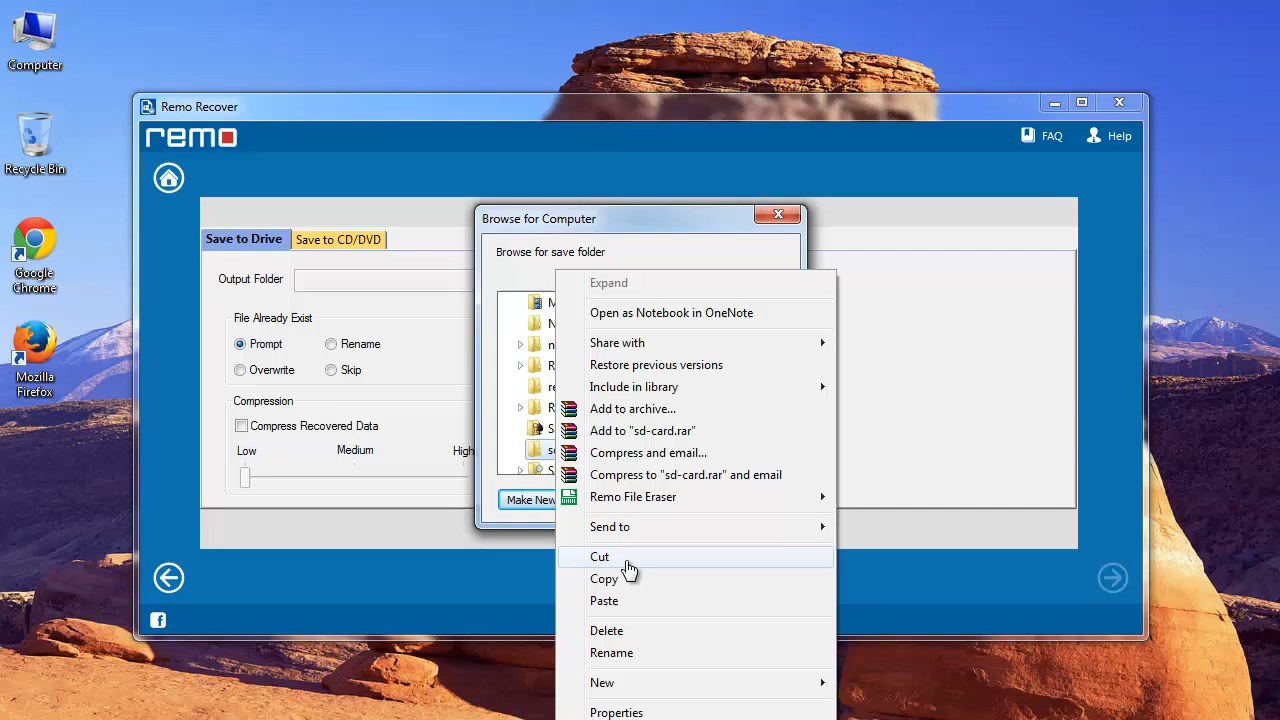 Computer
Recycle Bin
Google
Chrome
Mozilla
Firefox
Remo Recover
remo
FAQ
Help
Save to Drive
Save to CD/DVD
Output Folder
File Already Exist
Prompt
Rename
Overwrite
Skip
Compression
Compress Recovered Data
Low
Medium
High
Browse for Computer
Browse for save folder
Make New
Expand
Open as Notebook in OneNote
Share with
Restore previous versions
Include in library
Add to archive...
Add to "sd-card.rar"
Compress and email...
Compress to "sd-card.rar" and email
Remo File Eraser
Send to
Cut
Copy
Paste
Delete
Rename
New
Properties